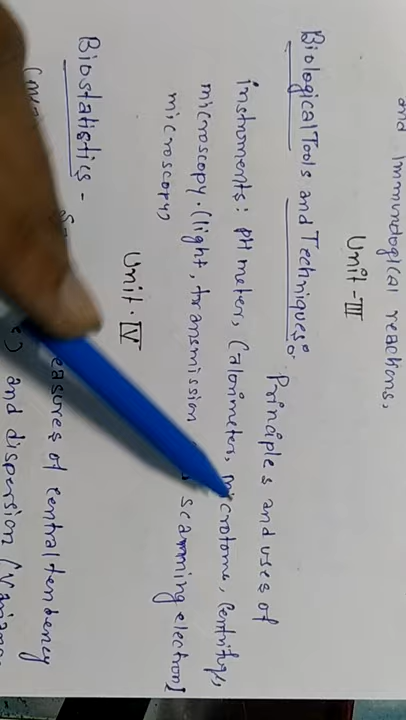 and Immunological reactions,
Unit-III
Biological Tools and Techniques: Principles and uses of
instruments: PH meter, Calorimeter, microtome, Centrifuge,
microscopy. (light, transmission scanning electron
microscopy)
Unit. IV
Biostatistics - easures of central tendency
and dispersion (Varianc